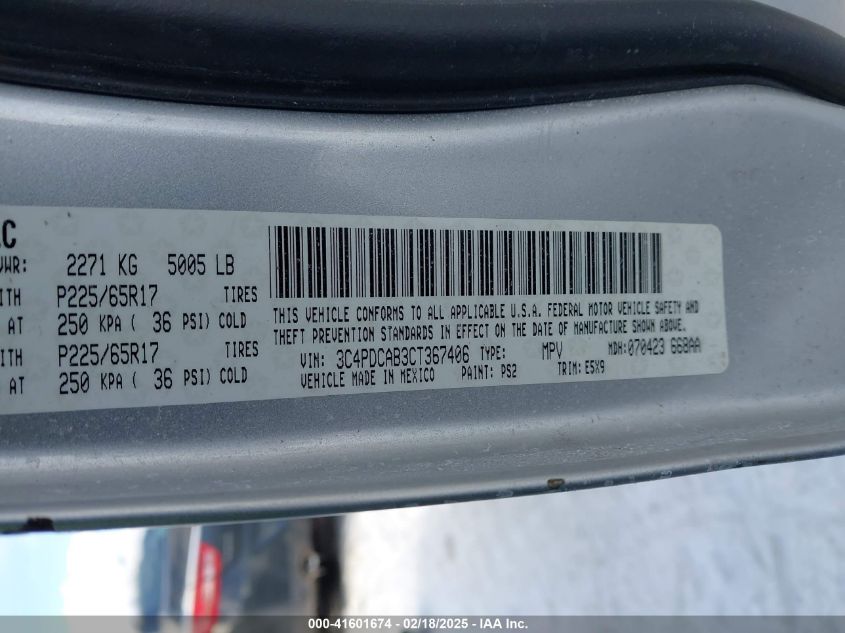 2271 KG 5005 LB
P225/65R17 TIRES
AT 250 KPA ( 36 PSI) COLD
P225/65R17 TIRES
AT 250 KPA ( 36 PSI) COLD
THIS VEHICLE CONFORMS TO ALL APPLICABLE U.S.A. FEDERAL MOTOR VEHICLE SAFETY AND
THEFT PREVENTION STANDARDS IN EFFECT ON THE DATE OF MANUFACTURE SHOWN ABOVE.
VIN: 3C4PDCAB3CT367406 TYPE: MPV MDH:070423 668AA
VEHICLE MADE IN MEXICO PAINT: PS2 TRIM: E5X9
000-41601674 - 02/18/2025 - IAA Inc.